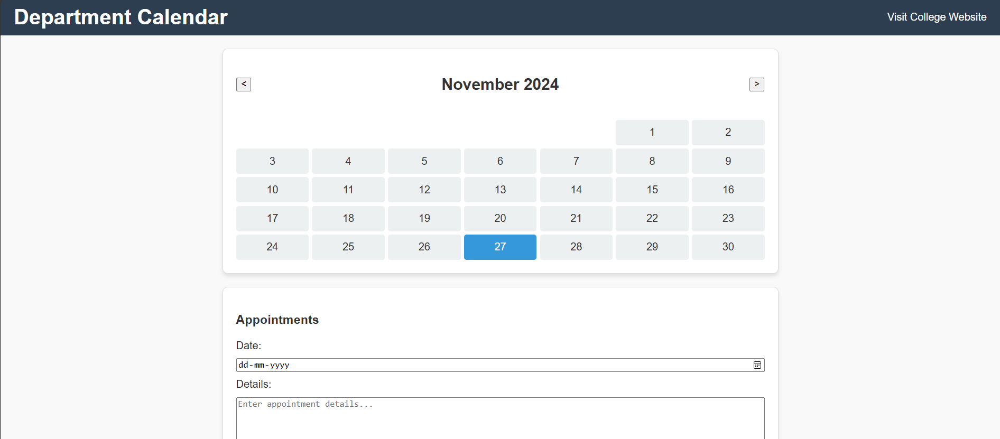 Department Calendar
Visit College Website
<
November 2024
>
1 2
3 4 5 6 7 8 9
10 11 12 13 14 15 16
17 18 19 20 21 22 23
24 25 26 27 28 29 30
Appointments
Date:
dd-mm-yyyy
Details:
Enter appointment details...